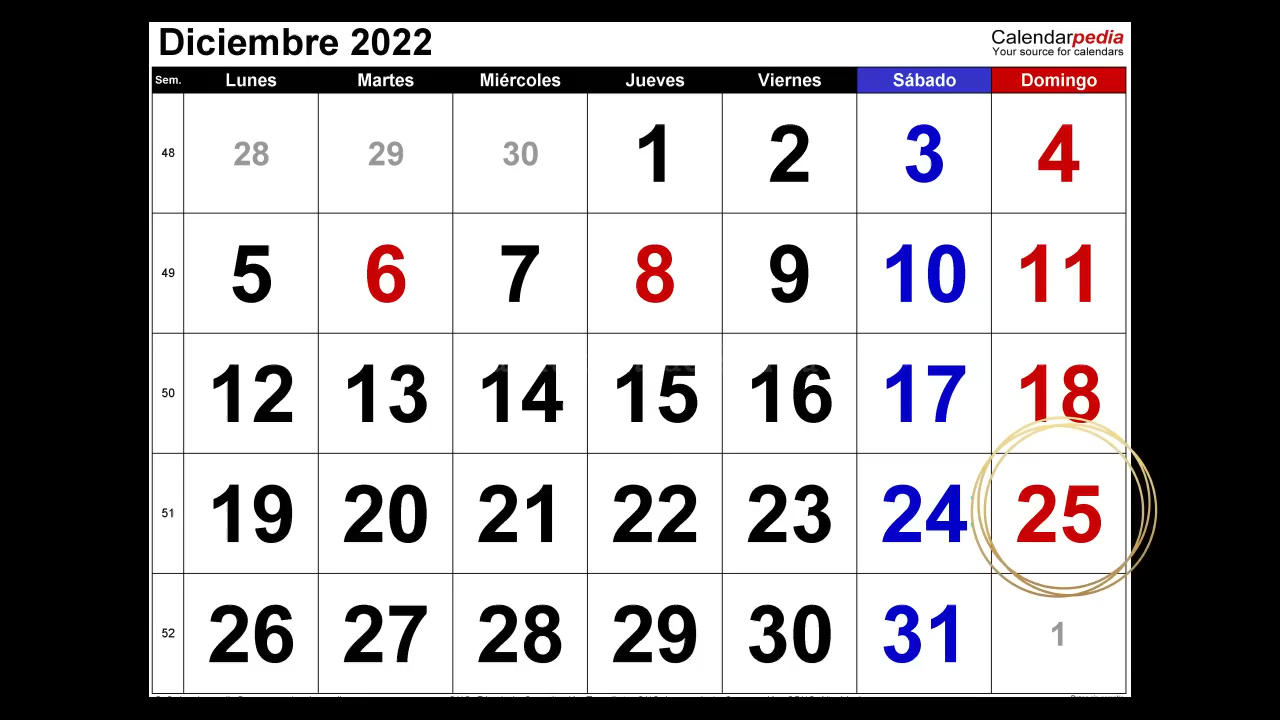 Diciembre 2022
Calendarpedia
Your source for calendars
Sem. Lunes Martes Miércoles Jueves Viernes Sábado Domingo
48 28 29 30 1 2 3 4
49 5 6 7 8 9 10 11
50 12 13 14 15 16 17 18
51 19 20 21 22 23 24 25
52 26 27 28 29 30 31 1